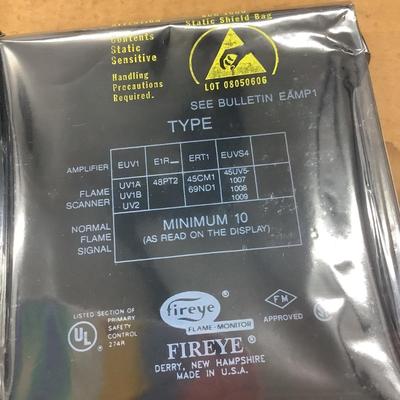 Contents
Static
Sensitive
Handling
Precautions
Required.
Static Shield Bag
LOT 0805060G
SEE BULLETIN EAMP1
TYPE
AMPLIFIER EUV1 E1R ERT1 EUVS4
FLAME SCANNER UV1A UV1B UV2 48PT2 45CM1 69ND1 45UV5- 1007 1008 1009
NORMAL FLAME SIGNAL MINIMUM 10 (AS READ ON THE DISPLAY)
LISTED SECTION OF
PRIMARY
SAFETY
CONTROL
274R
UL
fireye
FLAME-MONITOR
FM
APPROVED
FIREYE
DERRY, NEW HAMPSHIRE
MADE IN U.S.A.